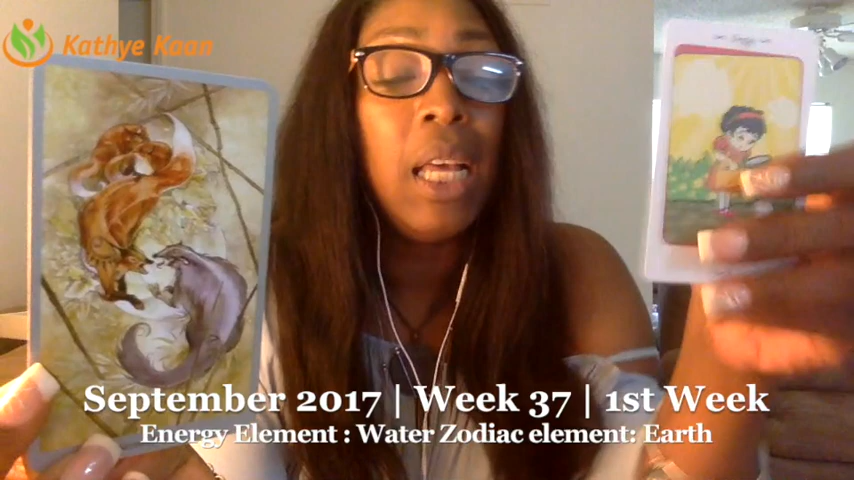 Kathye Kaan
September 2017 | Week 37 | 1st Week
Energy Element : Water Zodiac element: Earth